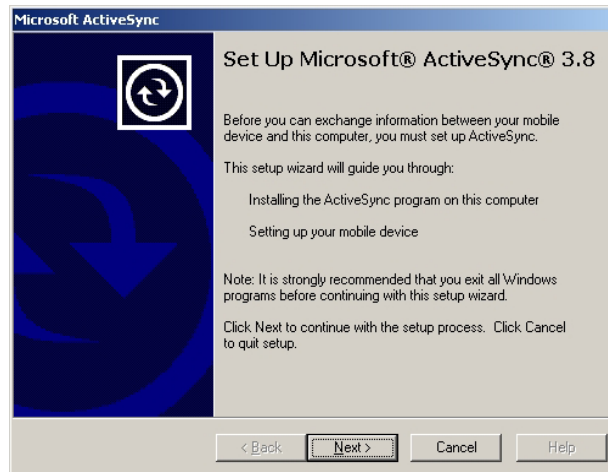 Microsoft ActiveSync
Set Up Microsoft® ActiveSync® 3.8
Before you can exchange information between your mobile
device and this computer, you must set up ActiveSync.
This setup wizard will guide you through:
Installing the ActiveSync program on this computer
Setting up your mobile device
Note: It is strongly recommended that you exit all Windows
programs before continuing with this setup wizard.
Click Next to continue with the setup process.  Click Cancel
to quit setup.
< Back Next > Cancel Help